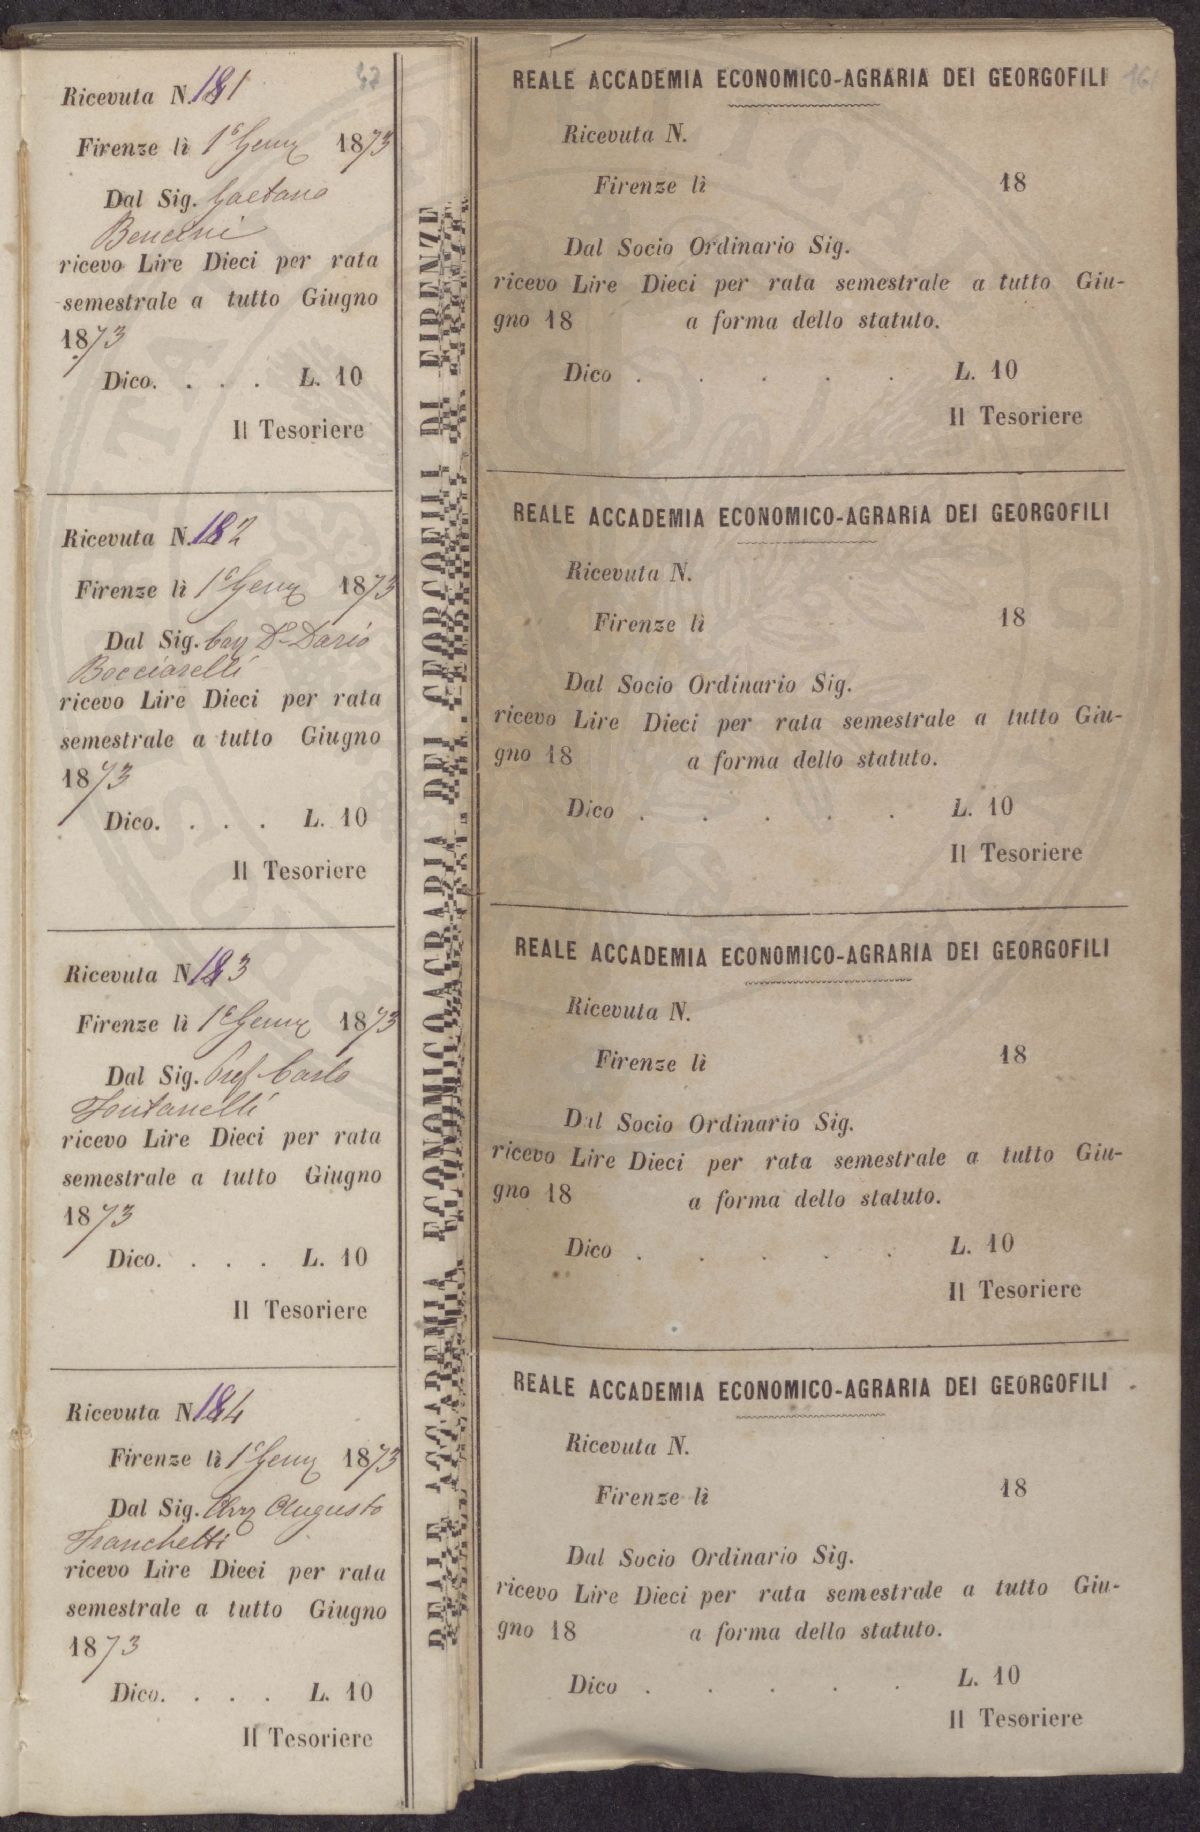 Ricevuta N. 181
Firenze lì 1° Genn 1873
Dal Sig. Gaetano
Bencini
ricevo Lire Dieci per rata
semestrale a tutto Giugno
1873
Dico. . . . L. 10
Il Tesoriere
Ricevuta N. 182
Firenze lì 1° Genn 1873
Dal Sig. Cav Dr Dario
Bocciarelli
ricevo Lire Dieci per rata
semestrale a tutto Giugno
1873
Dico. . . . L. 10
Il Tesoriere
Ricevuta N. 183
Firenze lì 1° Genn 1873
Dal Sig. Prof Carlo
Fontanelli
ricevo Lire Dieci per rata
semestrale a tutto Giugno
1873
Dico. . . . L. 10
Il Tesoriere
Ricevuta N. 184
Firenze lì 1° Genn 1873
Dal Sig. Avv Augusto
Franchetti
ricevo Lire Dieci per rata
semestrale a tutto Giugno
1873
Dico. . . . L. 10
Il Tesoriere
REALE ACCADEMIA ECONOMICO AGRARIA DEI GEORGOFILI DI FIRENZE
REALE ACCADEMIA ECONOMICO-AGRARIA DEI GEORGOFILI
Ricevuta N.
Firenze lì 18
Dal Socio Ordinario Sig.
ricevo Lire Dieci per rata semestrale a tutto Giu-
gno 18 a forma dello statuto.
Dico . . . . . L. 10
Il Tesoriere
REALE ACCADEMIA ECONOMICO-AGRARIA DEI GEORGOFILI
Ricevuta N.
Firenze lì 18
Dal Socio Ordinario Sig.
ricevo Lire Dieci per rata semestrale a tutto Giu-
gno 18 a forma dello statuto.
Dico . . . . . L. 10
Il Tesoriere
REALE ACCADEMIA ECONOMICO-AGRARIA DEI GEORGOFILI
Ricevuta N.
Firenze lì 18
Dal Socio Ordinario Sig.
ricevo Lire Dieci per rata semestrale a tutto Giu-
gno 18 a forma dello statuto.
Dico . . . . . L. 10
Il Tesoriere
REALE ACCADEMIA ECONOMICO-AGRARIA DEI GEORGOFILI
Ricevuta N.
Firenze lì 18
Dal Socio Ordinario Sig.
ricevo Lire Dieci per rata semestrale a tutto Giu-
gno 18 a forma dello statuto.
Dico . . . . . L. 10
Il Tesoriere